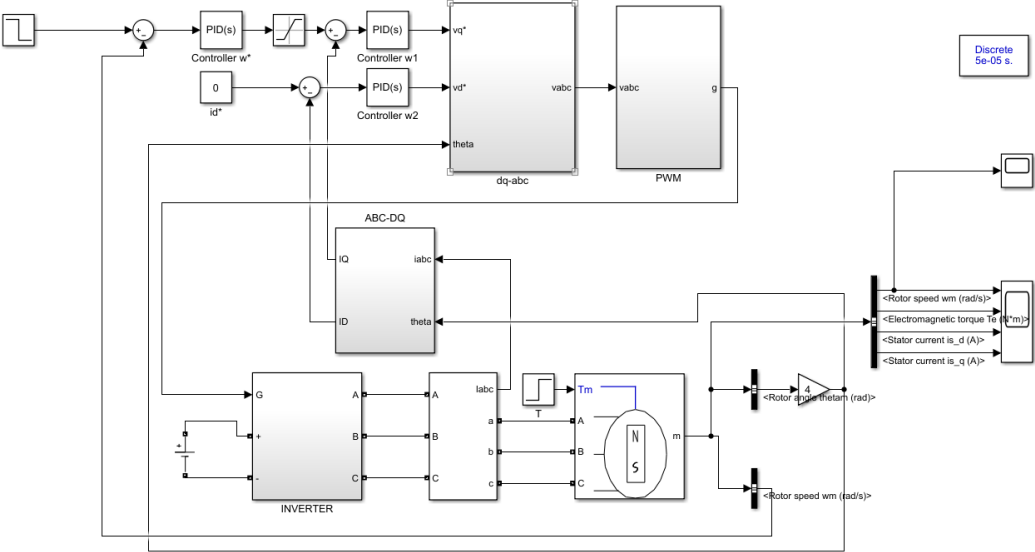 PID(s)
Controller w*
PID(s)
Controller w1
0
id*
PID(s)
Controller w2
vq*
vd*
theta
vabc
dq-abc
vabc
g
PWM
Discrete
5e-05 s.
ABC-DQ
IQ
iabc
ID
theta
<Rotor speed wm (rad/s)>
<Electromagnetic torque Te (N*m)>
<Stator current is_d (A)>
<Stator current is_q (A)>
G
+
-
A
B
C
INVERTER
+
A
B
C
Iabc
a
b
c
T
Tm
A
B
C
N
S
m
4
<Rotor angle thetam (rad)>
<Rotor speed wm (rad/s)>